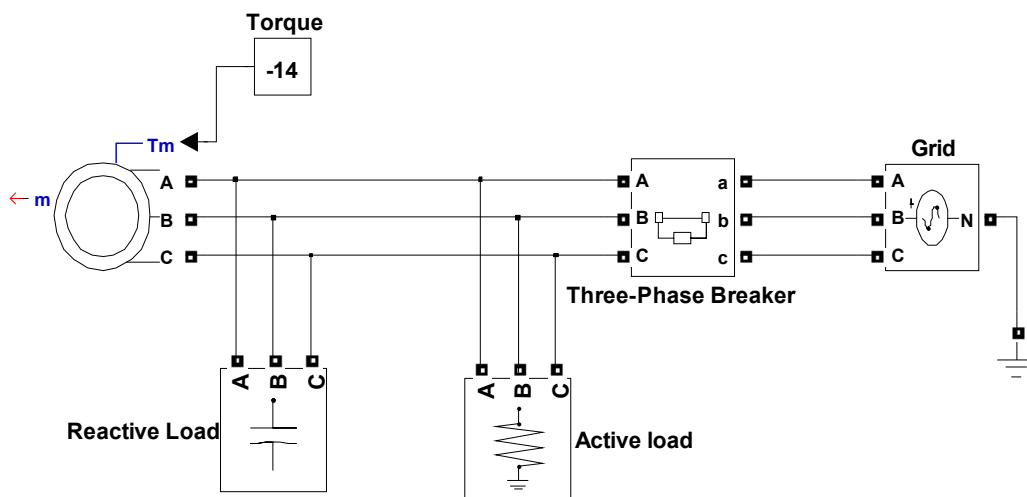 Torque
-14
Tm
m
A
B
C
A
B
C
a
b
c
Three-Phase Breaker
Grid
A
B
C
N
A B C
Reactive Load
A B C
Active load